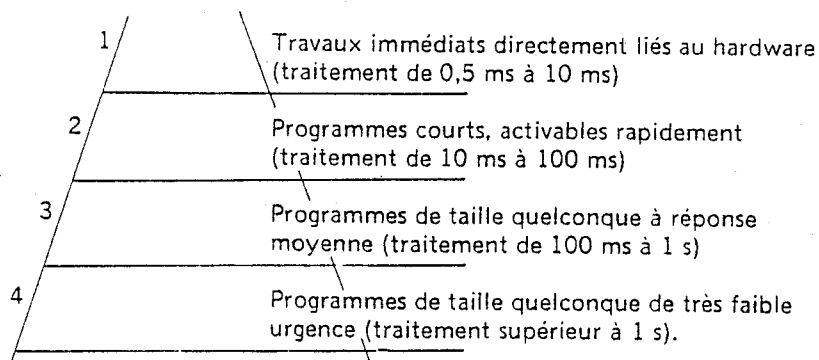 1
Travaux immédiats directement liés au hardware
(traitement de 0,5 ms à 10 ms)
2
Programmes courts, activables rapidement
(traitement de 10 ms à 100 ms)
3
Programmes de taille quelconque à réponse
moyenne (traitement de 100 ms à 1 s)
4
Programmes de taille quelconque de très faible
urgence (traitement supérieur à 1 s).